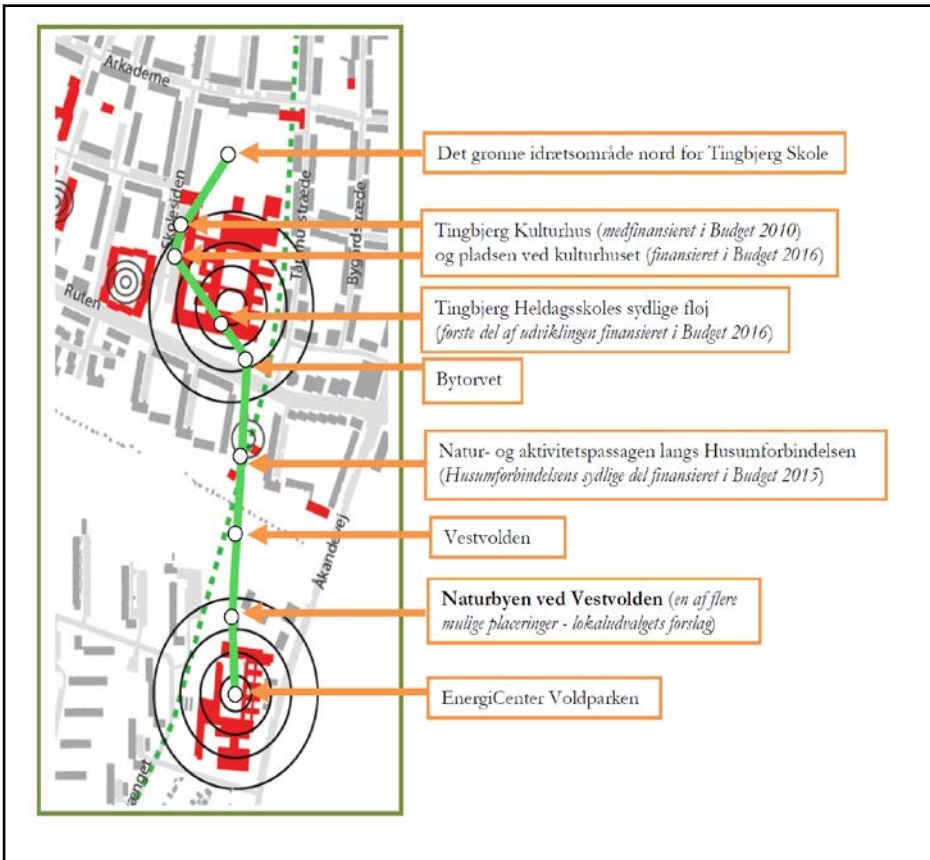 Arkaderne
Det grønne idrætsområde nord for Tingbjerg Skole
Skolesiden
Tingbjerg Kulturhus (medfinansieret i Budget 2010)
og pladsen ved kulturhuset (finansieret i Budget 2016)
Bygårdstræde
Ruten
Tingbjerg Heldagsskoles sydlige fløj
(første del af udviklingen finansieret i Budget 2016)
Bytorvet
Natur- og aktivitetspassagen langs Husumforbindelsen
(Husumforbindelsens sydlige del finansieret i Budget 2015)
Vestvolden
Åkandevej
Naturbyen ved Vestvolden (en af flere
mulige placeringer - lokaludvalgets forslag)
EnergiCenter Voldparken
ænget